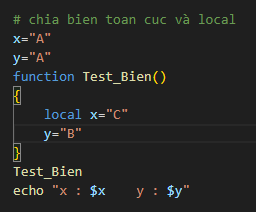 # chia bien toan cuc và local
x="A"
y="A"
function Test_Bien()
{
    local x="C"
    y="B"
}
Test_Bien
echo "x : $x    y : $y"